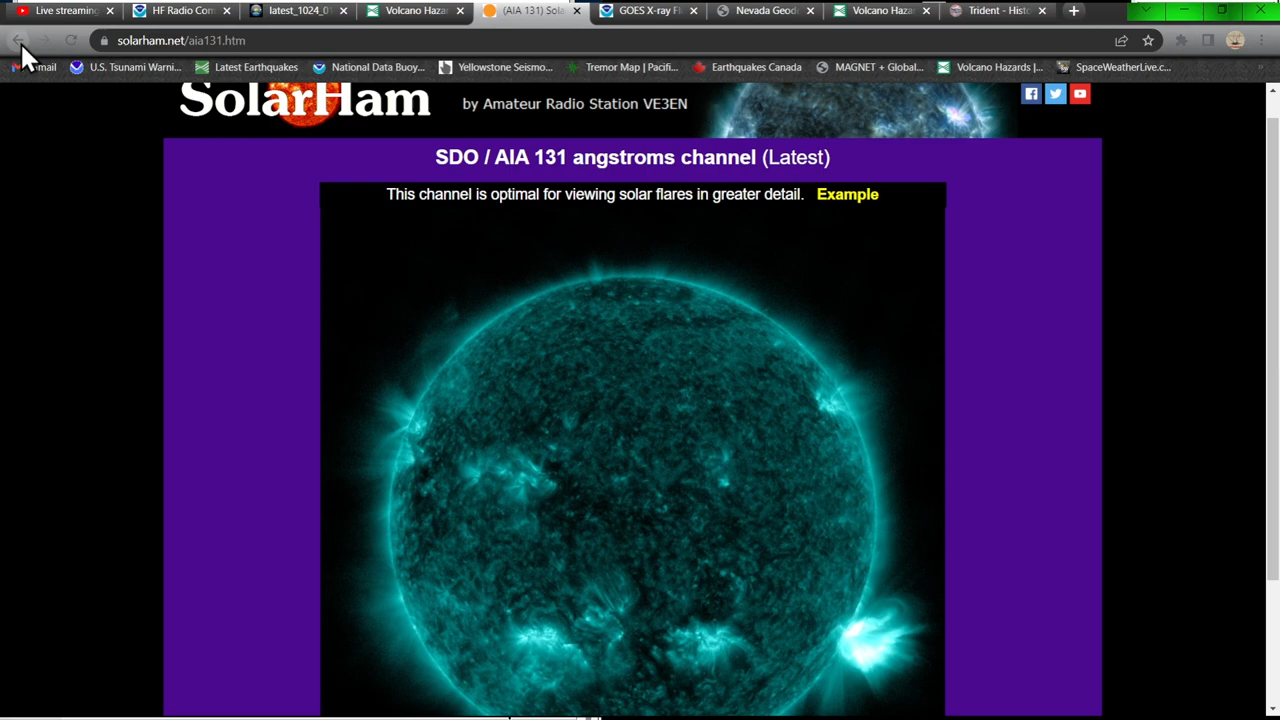 Live streaming
HF Radio Com
latest_1024_01
Volcano Haza
(AIA 131) Sola
GOES X-ray Fl
Nevada Geod
Volcano Hazar
Trident - Histo
solarham.net/aia131.htm
U.S. Tsunami Warni...
Latest Earthquakes
National Data Buoy...
Yellowstone Seismo...
Tremor Map | Pacifi...
Earthquakes Canada
MAGNET + Global...
Volcano Hazards |...
SpaceWeatherLive.c...
SolarHam
by Amateur Radio Station VE3EN
SDO / AIA 131 angstroms channel (Latest)
This channel is optimal for viewing solar flares in greater detail. Example